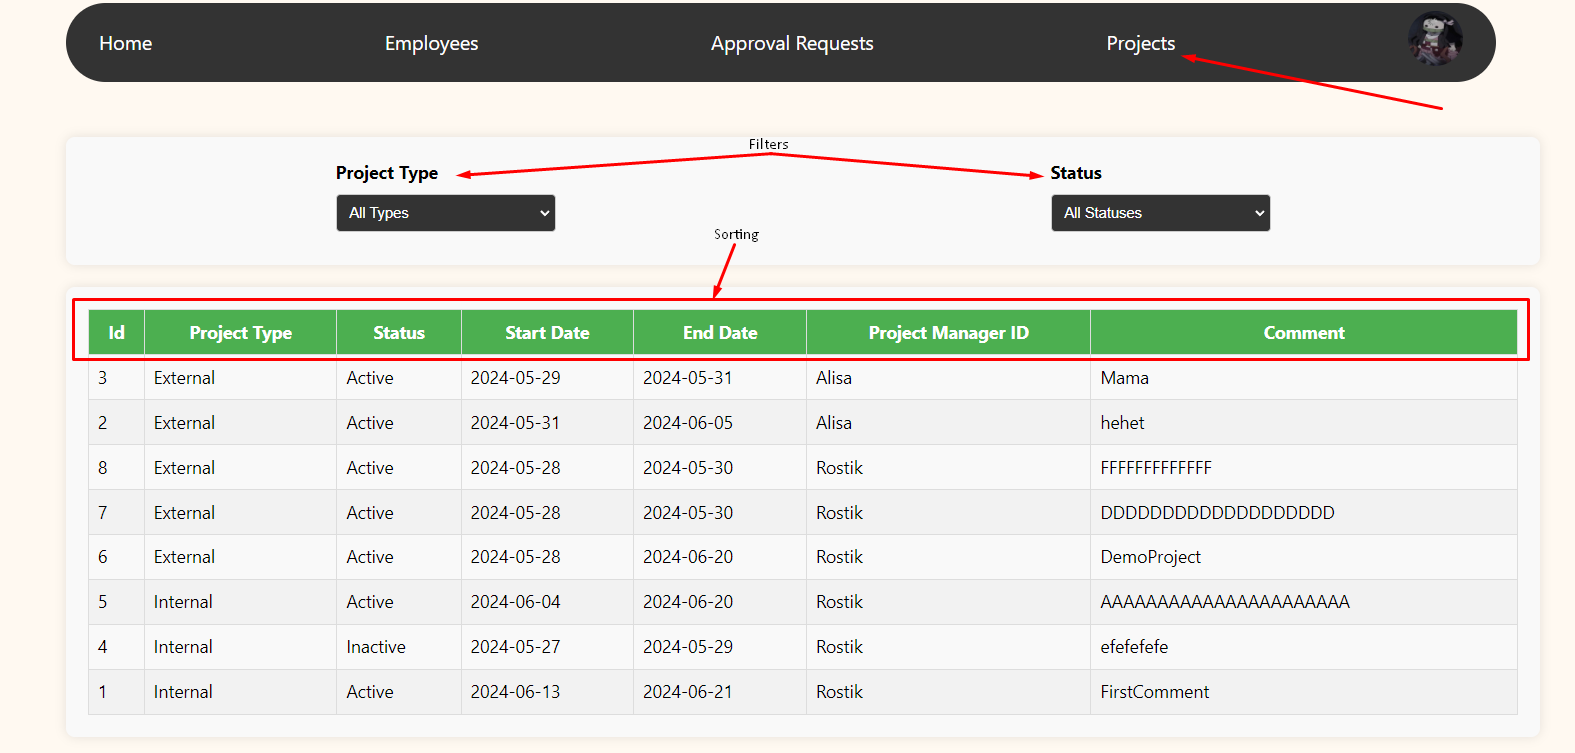 Home Employees Approval Requests Projects
Filters
Project Type Status
All Types All Statuses
Sorting
Id Project Type Status Start Date End Date Project Manager ID Comment
3 External Active 2024-05-29 2024-05-31 Alisa Mama
2 External Active 2024-05-31 2024-06-05 Alisa hehet
8 External Active 2024-05-28 2024-05-30 Rostik FFFFFFFFFFFFF
7 External Active 2024-05-28 2024-05-30 Rostik DDDDDDDDDDDDDDDDDDD
6 External Active 2024-05-28 2024-06-20 Rostik DemoProject
5 Internal Active 2024-06-04 2024-06-20 Rostik AAAAAAAAAAAAAAAAAAAAAA
4 Internal Inactive 2024-05-27 2024-05-29 Rostik efefefefe
1 Internal Active 2024-06-13 2024-06-21 Rostik FirstComment